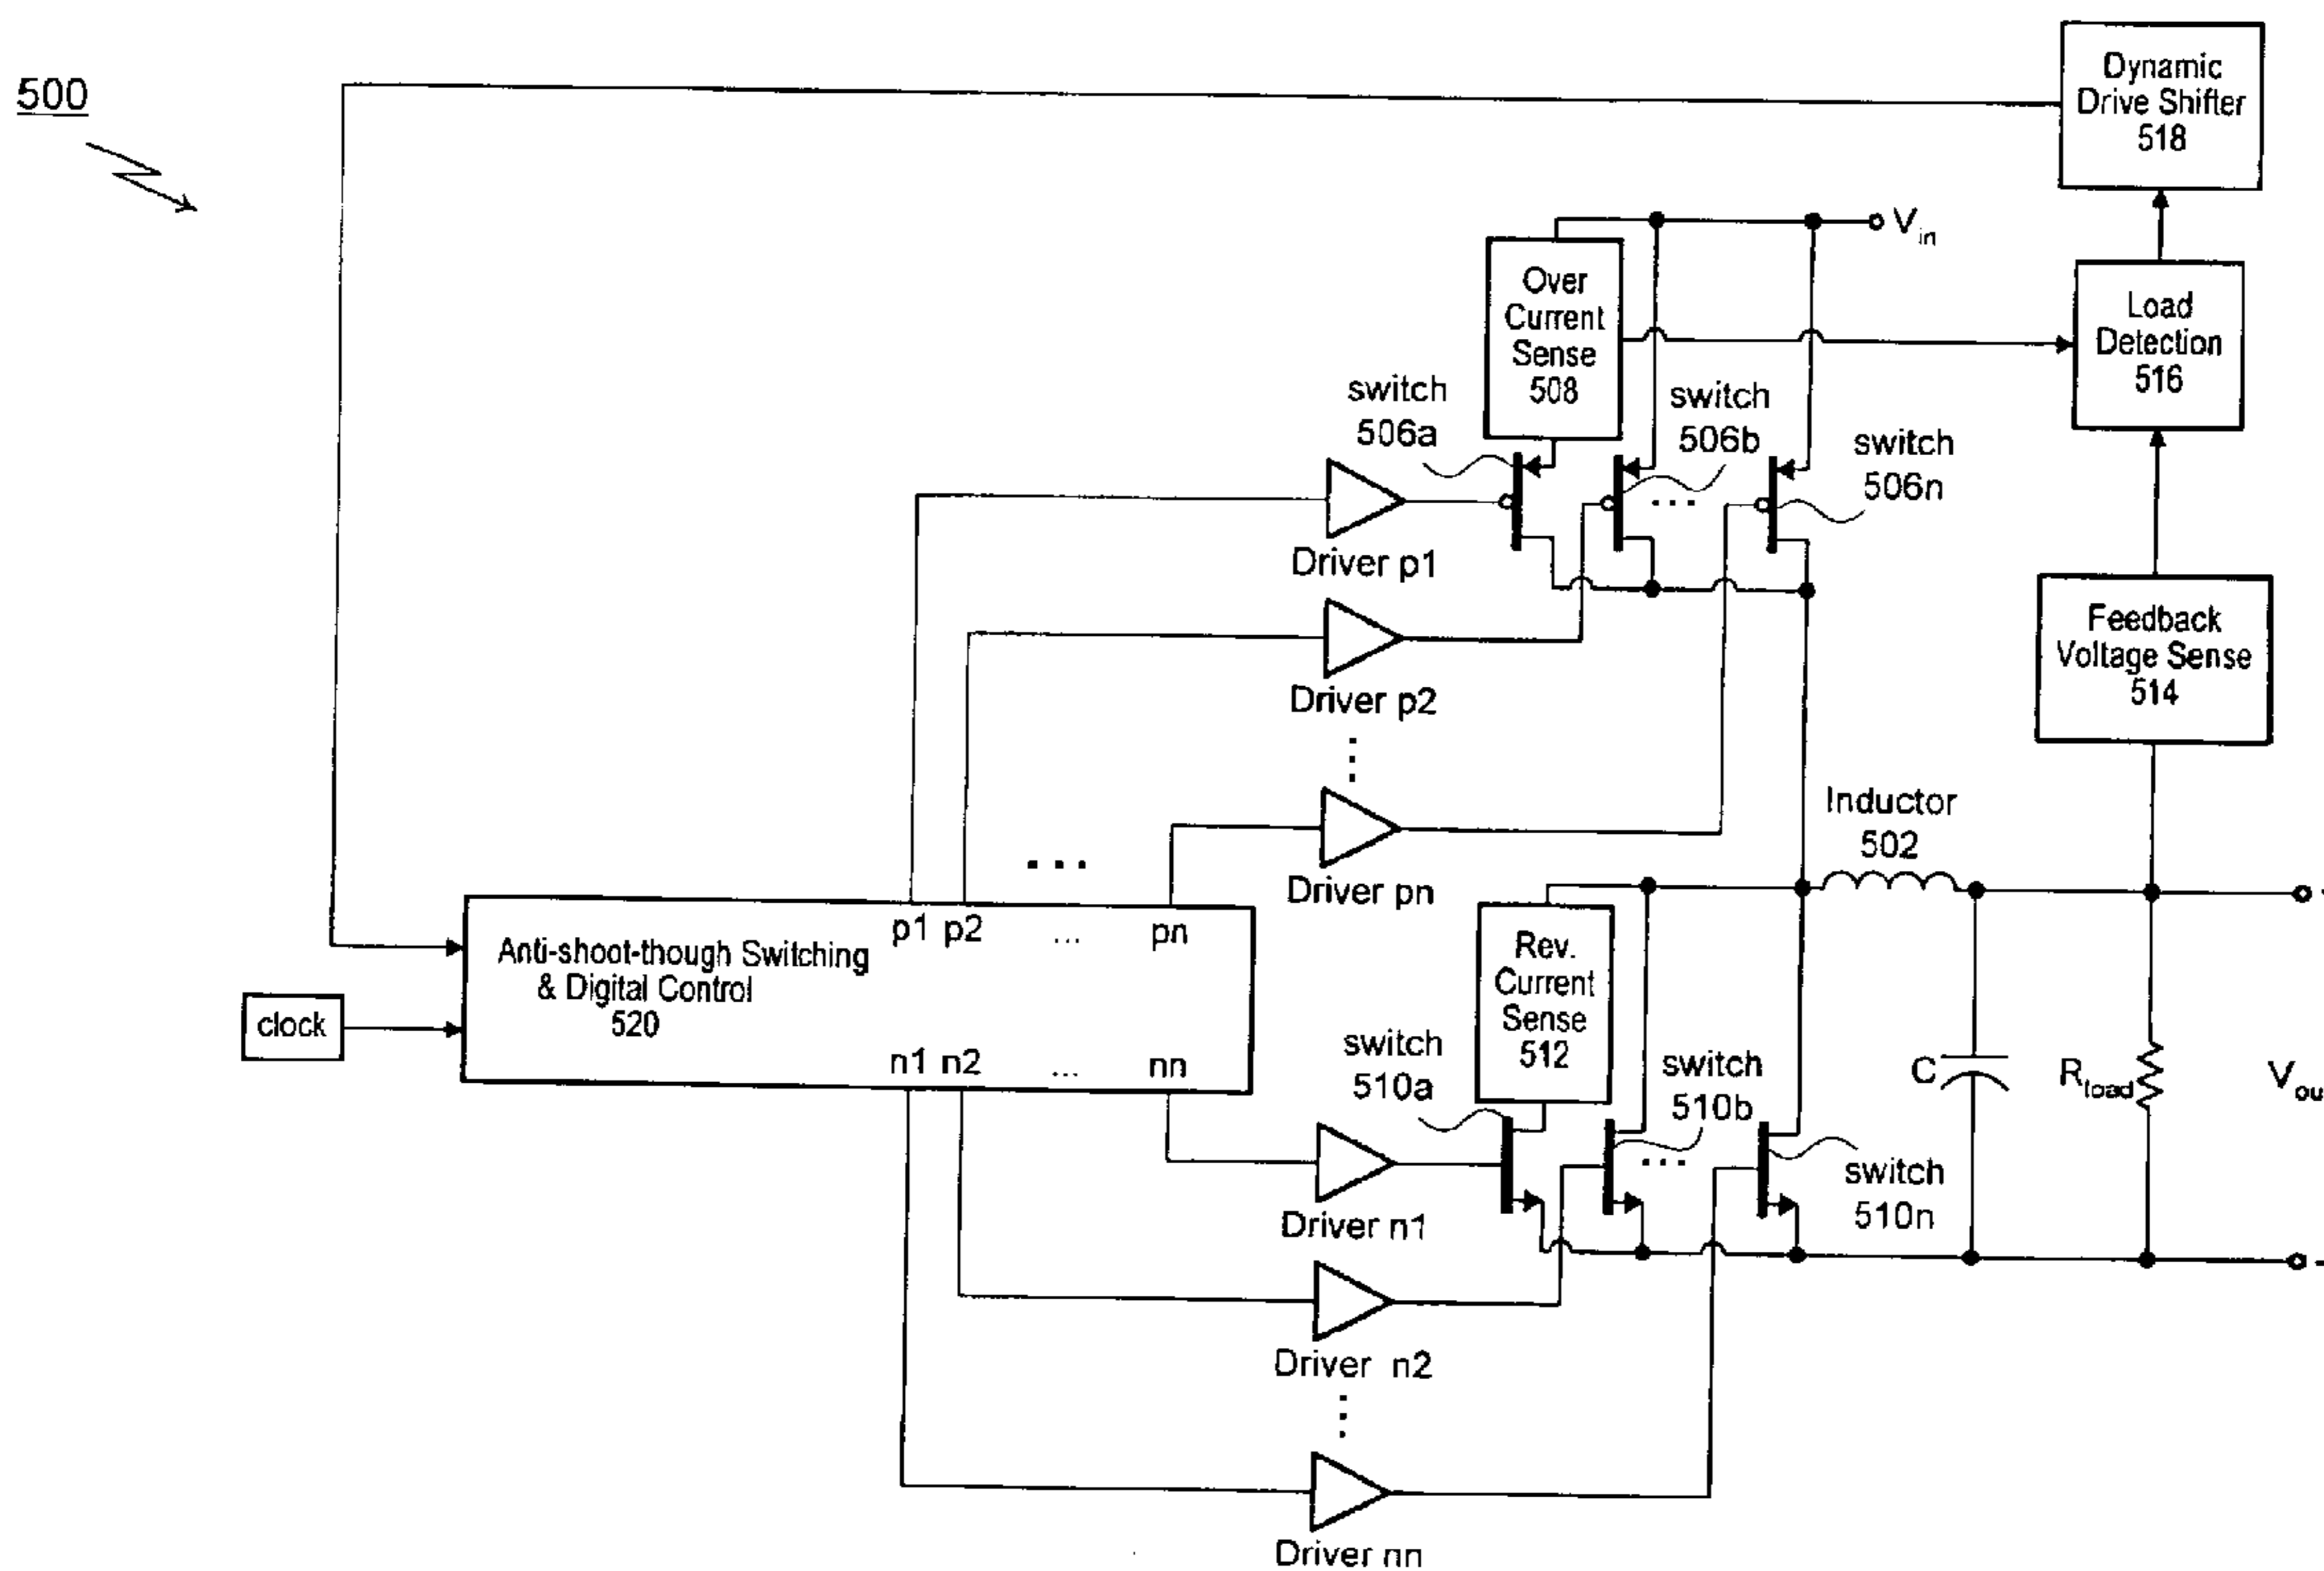 500
Dynamic
Drive Shifter
518
V_in
Over
Current
Sense
508
Load
Detection
516
switch
506a
switch
506b
switch
506n
Driver p1
Feedback
Voltage Sense
514
Driver p2
Inductor
502
Driver pn
p1 p2 ... pn
Anti-shoot-though Switching
& Digital Control
520
clock
n1 n2 ... nn
Rev.
Current
Sense
512
switch
510a
switch
510b
switch
510n
C
R_load
V_ou
Driver n1
Driver n2
Driver nn